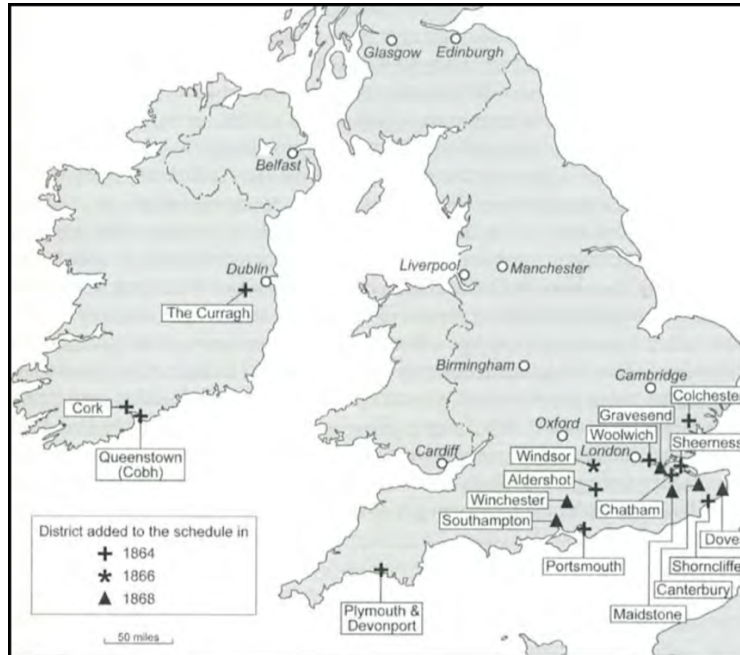 Glasgow
Edinburgh
Belfast
Dublin
The Curragh
Liverpool
Manchester
Birmingham
Cambridge
Cork
Queenstown
(Cobh)
Colchester
Gravesend
Oxford
Woolwich
Sheerness
Cardiff
Windsor
London
Aldershot
Winchester
Chatham
Southampton
Dove
Portsmouth
Shorncliffe
Canterbury
Maidstone
Plymouth &
Devonport
District added to the schedule in
1864
1866
1868
50 miles